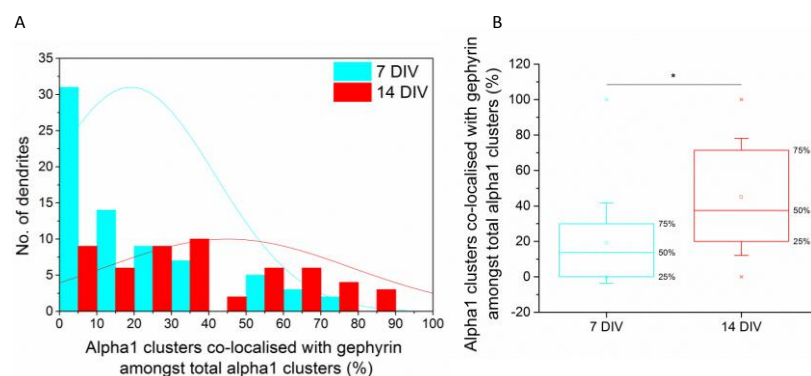 A
35
30
25
20
15
10
5
0
No. of dendrites
7 DIV
14 DIV
0 10 20 30 40 50 60 70 80 90 100
Alpha1 clusters co-localised with gephyrin
amongst total alpha1 clusters (%)
B
Alpha1 clusters co-localised with gephyrin
amongst total alpha1 clusters (%)
120
100
80
60
40
20
0
-20
*
75%
50%
25%
75%
50%
25%
7 DIV 14 DIV